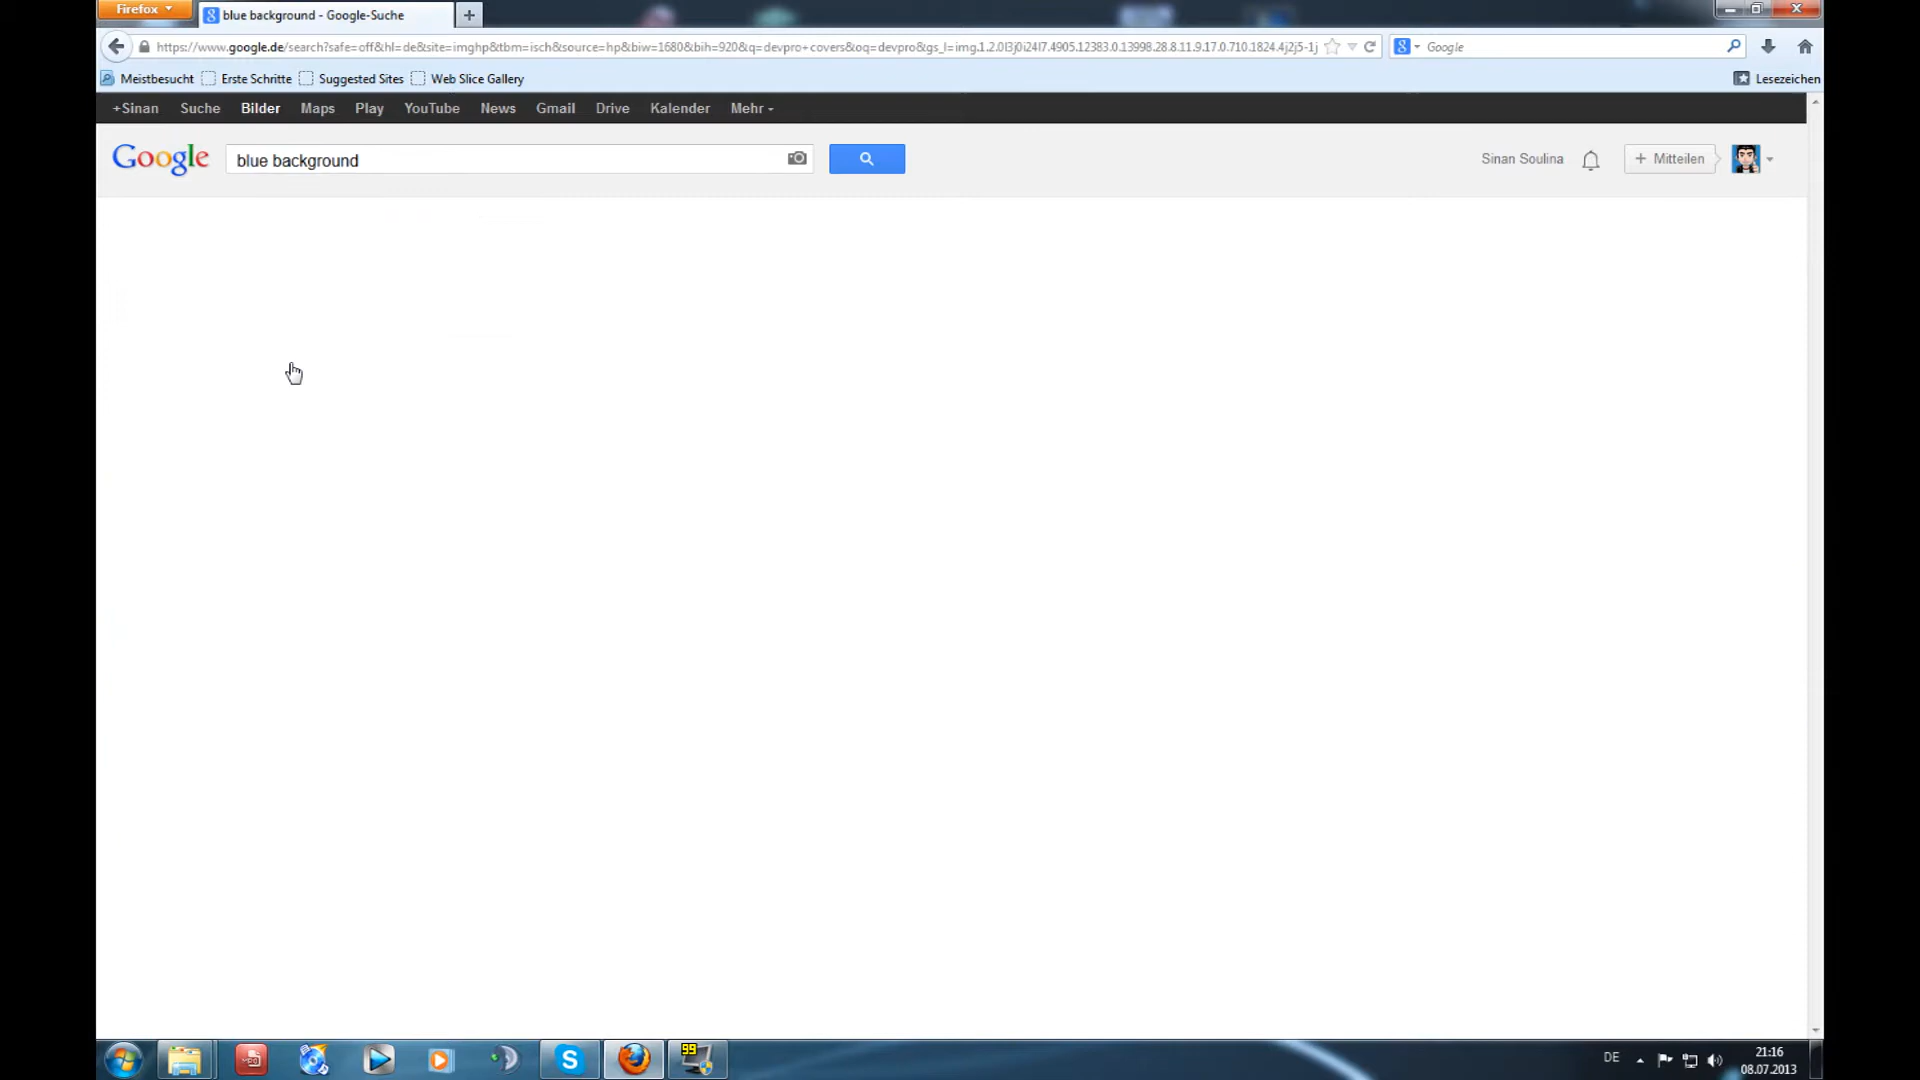 Firefox
blue background - Google-Suche
https://www.google.de/search?safe=off&hl=de&site=imghp&tbm=isch&source=hp&biw=1680&bih=920&q=devpro+covers&oq=devpro&gs_l=img.1.2.0l3j0i24l7.4905.12383.0.13998.28.8.11.9.17.0.710.1824.4j2j5-1j
Google
Meistbesucht
Erste Schritte
Suggested Sites
Web Slice Gallery
Lesezeichen
+Sinan
Suche
Bilder
Maps
Play
YouTube
News
Gmail
Drive
Kalender
Mehr
Google
blue background
Sinan Soulina
+ Mitteilen
99
DE
21:16
08.07.2013